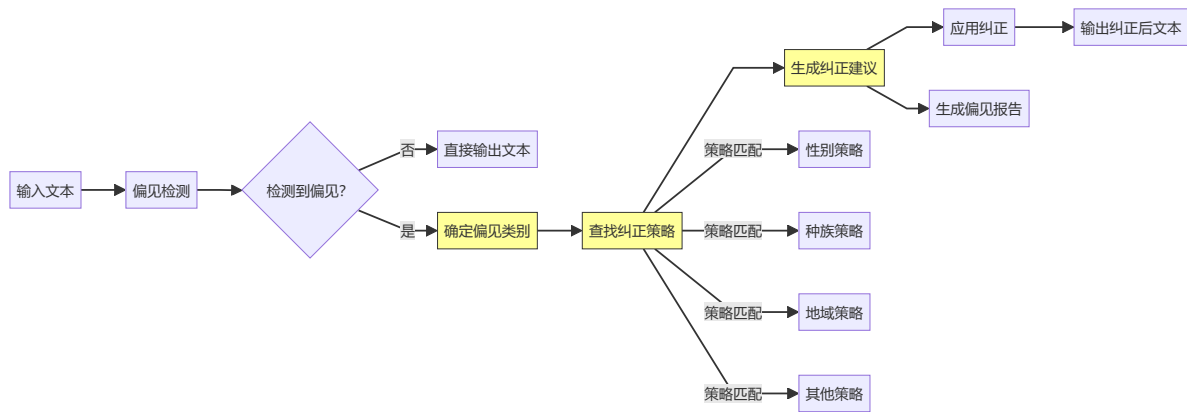 输入文本
偏见检测
检测到偏见?
否
直接输出文本
是
确定偏见类别
查找纠正策略
生成纠正建议
应用纠正
输出纠正后文本
生成偏见报告
策略匹配
性别策略
策略匹配
种族策略
策略匹配
地域策略
策略匹配
其他策略